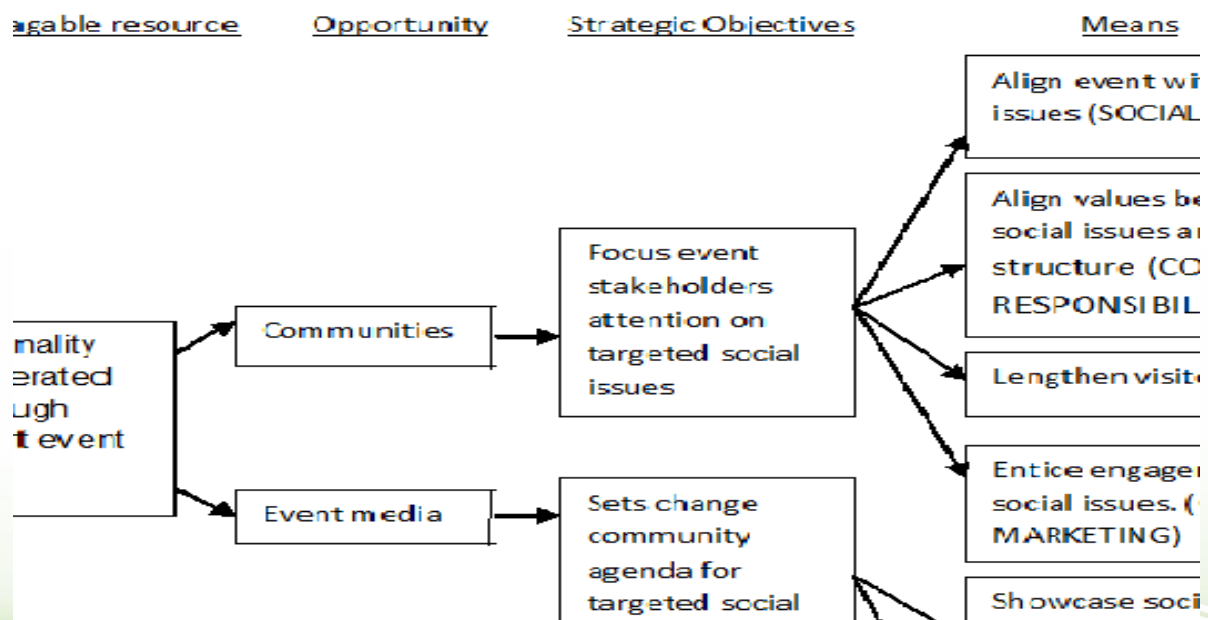 agable resource
Opportunity
Strategic Objectives
Means
nality
erated
ugh
t event
Communities
Event media
Focus event
stakeholders
attention on
targeted social
issues
Sets change
community
agenda for
targeted social
Align event wi
issues (SOCIAL
Align values be
social issues a
structure (CO
RESPONSIBIL
Lengthen visit
Entice engage
social issues. (
MARKETING)
Showcase soci